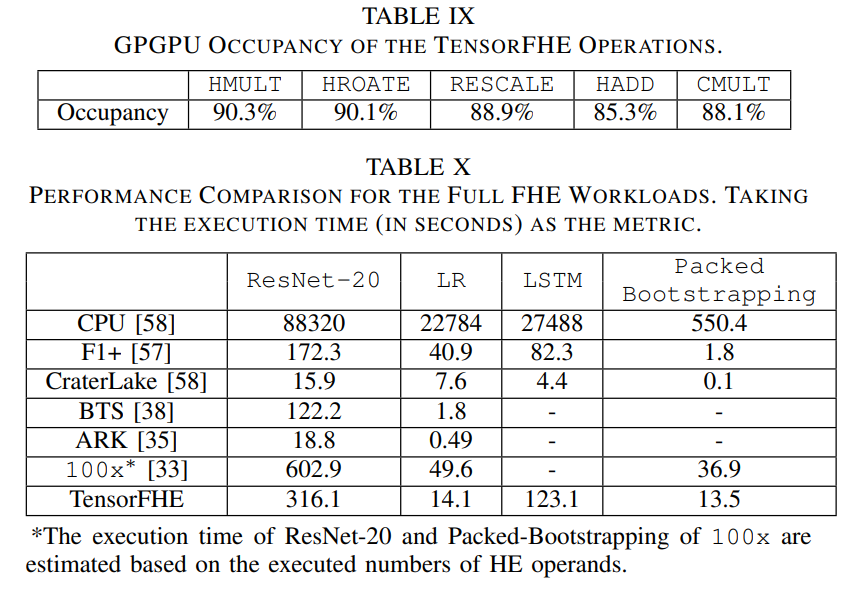 TABLE IX
GPGPU OCCUPANCY OF THE TENSORFHE OPERATIONS.
HMULT HROATE RESCALE HADD CMULT
Occupancy 90.3% 90.1% 88.9% 85.3% 88.1%
TABLE X
PERFORMANCE COMPARISON FOR THE FULL FHE WORKLOADS. TAKING
THE EXECUTION TIME (IN SECONDS) AS THE METRIC.
ResNet-20 LR LSTM Packed
Bootstrapping
CPU [58] 88320 22784 27488 550.4
F1+ [57] 172.3 40.9 82.3 1.8
CraterLake [58] 15.9 7.6 4.4 0.1
BTS [38] 122.2 1.8 - -
ARK [35] 18.8 0.49 - -
100x* [33] 602.9 49.6 - 36.9
TensorFHE 316.1 14.1 123.1 13.5
*The execution time of ResNet-20 and Packed-Bootstrapping of 100x are
estimated based on the executed numbers of HE operands.